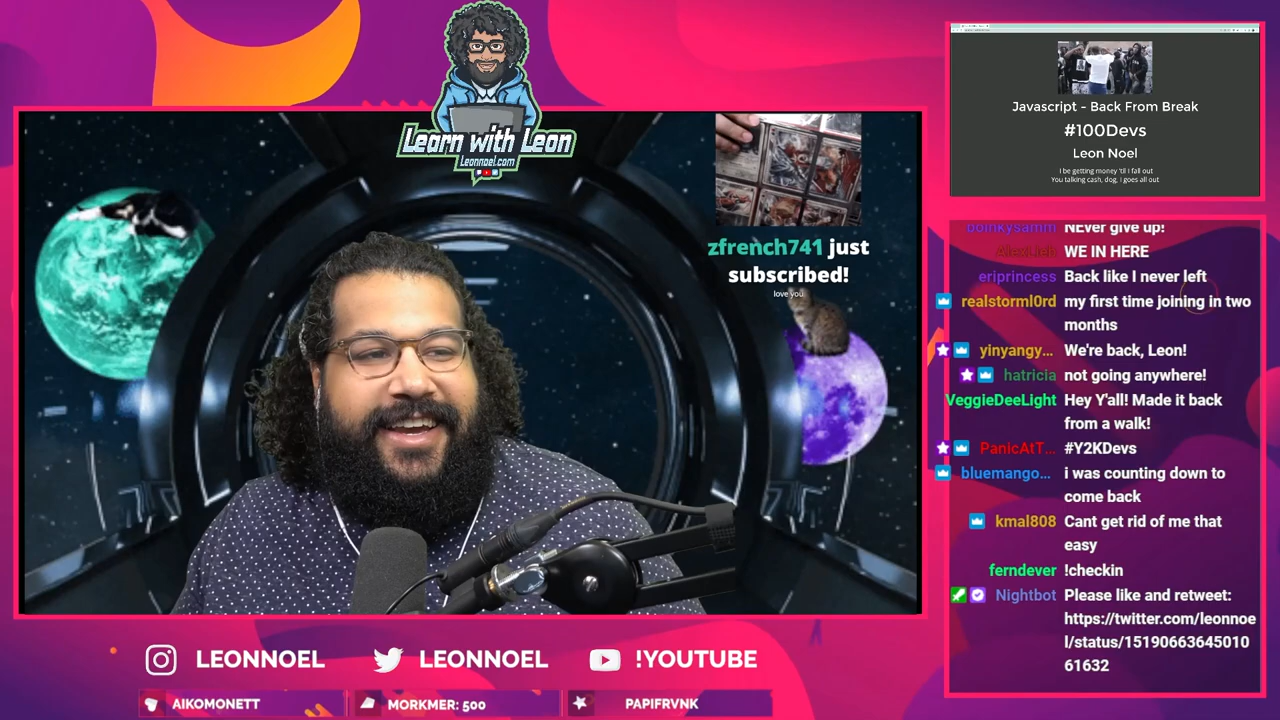 Learn with Leon
Leonnoel.com
zfrench741 just
subscribed!
love you
Javascript - Back From Break
#100Devs
Leon Noel
I be getting money 'til I fall out
You talking cash, dog, I goes all out
boinkysamm NEver give up!
AlexLieb WE IN HERE
eriprincess Back like I never left
realstorml0rd my first time joining in two
months
yinyangy... We're back, Leon!
hatricia not going anywhere!
VeggieDeeLight Hey Y'all! Made it back
from a walk!
PanicAtT... #Y2KDevs
bluemango... i was counting down to
come back
kmal808 Cant get rid of me that
easy
ferndever !checkin
Nightbot Please like and retweet:
https://twitter.com/leonnoe
l/status/15190663645010
61632
LEONNOEL LEONNOEL !YOUTUBE
AIKOMONETT MORKMER: 500 PAPIFRVNK